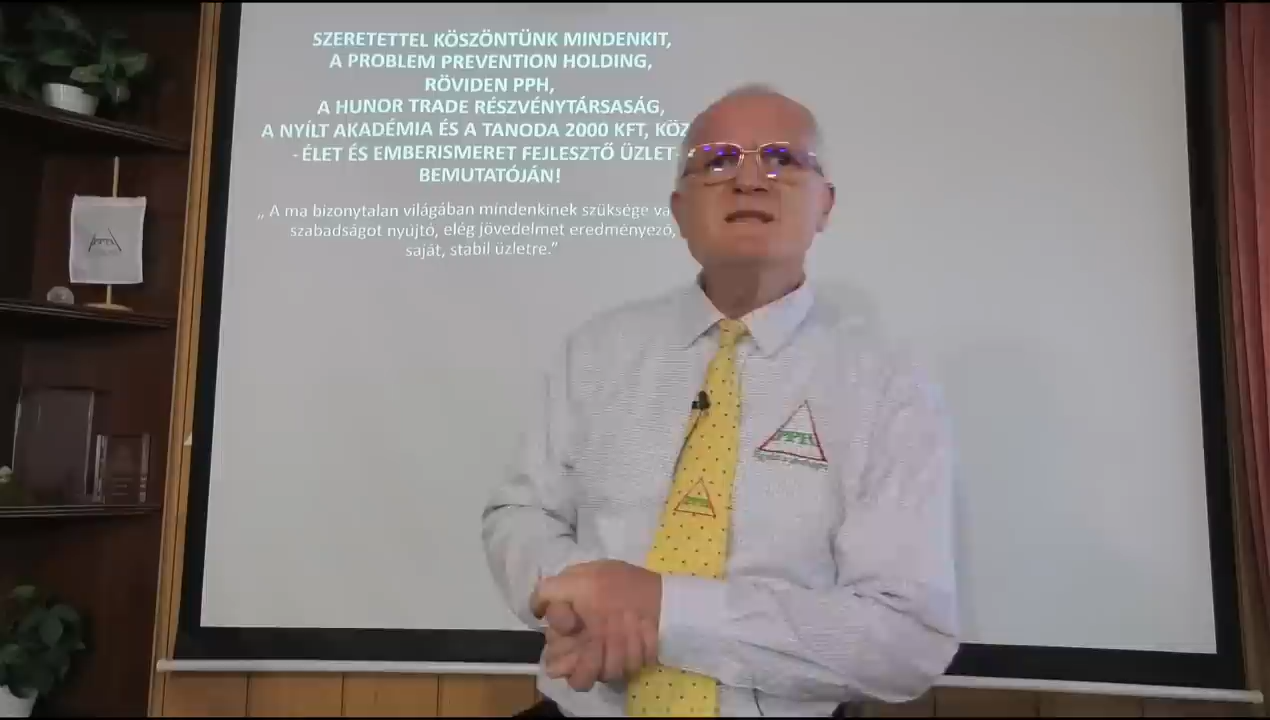 SZERETETTEL KÖSZÖNTÜNK MINDENKIT,
A PROBLEM PREVENTION HOLDING,
RÖVIDEN PPH,
A HUNOR TRADE RÉSZVÉNYTÁRSASÁG,
A NYÍLT AKADÉMIA ÉS A TANODA 2000 KFT, KÖZ
- ÉLET ÉS EMBERISMERET FEJLESZTŐ ÜZLET-
BEMUTATÓJÁN!
„ A ma bizonytalan világában mindenkinek szüksége va
szabadságot nyújtó, elég jövedelmet eredményező,
saját, stabil üzletre.”
PPH
PPH
PPH